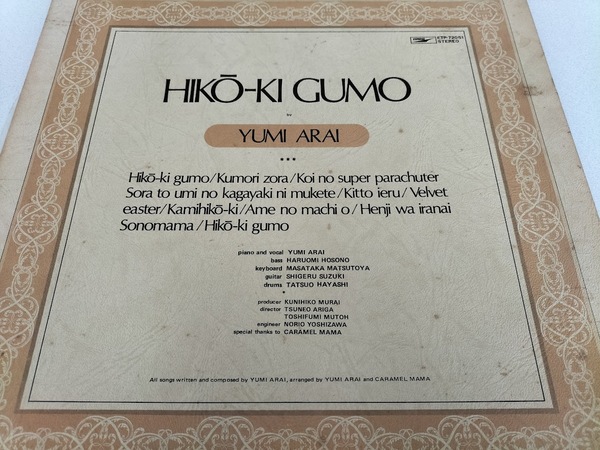 ETP-72051
STEREO
HIKŌ-KI GUMO
by
YUMI ARAI
Hikō-ki gumo/Kumori zora/Koi no super parachuter
Sora to umi no kagayaki ni mukete/Kitto ieru/Velvet
easter/Kamihikō-ki/Ame no machi o/Henji wa iranai
Sonomama/Hikō-ki gumo
piano and vocal YUMI ARAI
bass HARUOMI HOSONO
keyboard MASATAKA MATSUTOYA
guitar SHIGERU SUZUKI
drums TATSUO HAYASHI
producer KUNIHIKO MURAI
director TSUNEO ARIGA
TOSHIFUMI MUTOH
engineer NORIO YOSHIZAWA
special thanks to CARAMEL MAMA
All songs written and composed by YUMI ARAI, arranged by YUMI ARAI and CARAMEL MAMA